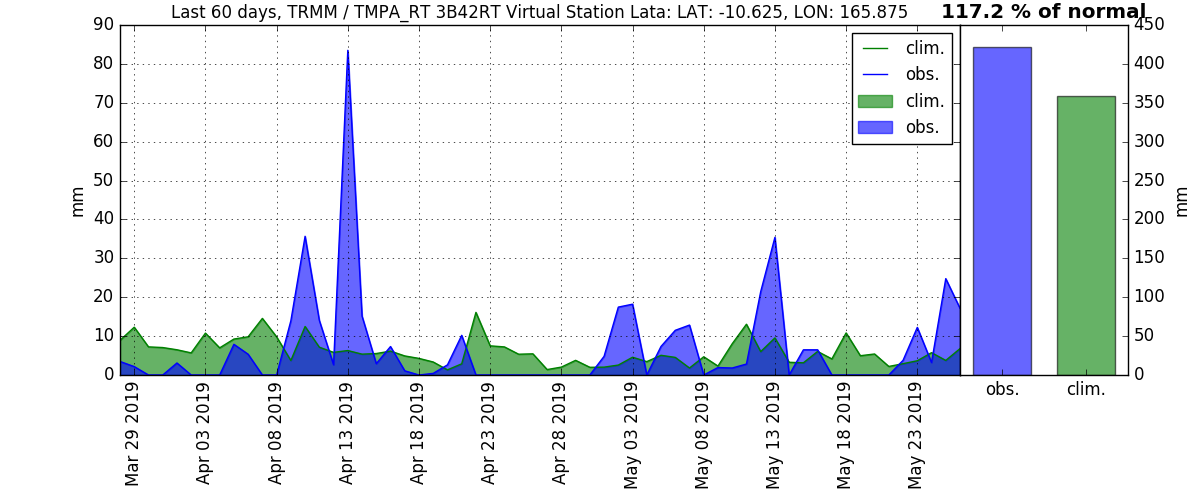 Last 60 days, TRMM / TMPA_RT 3B42RT Virtual Station Lata: LAT: -10.625, LON: 165.875
117.2 % of normal
90
80
70
60
50
40
30
20
10
0
mm
clim.
obs.
clim.
obs.
Mar 29 2019
Apr 03 2019
Apr 08 2019
Apr 13 2019
Apr 18 2019
Apr 23 2019
Apr 28 2019
May 03 2019
May 08 2019
May 13 2019
May 18 2019
May 23 2019
450
400
350
300
250
200
150
100
50
0
mm
obs. clim.